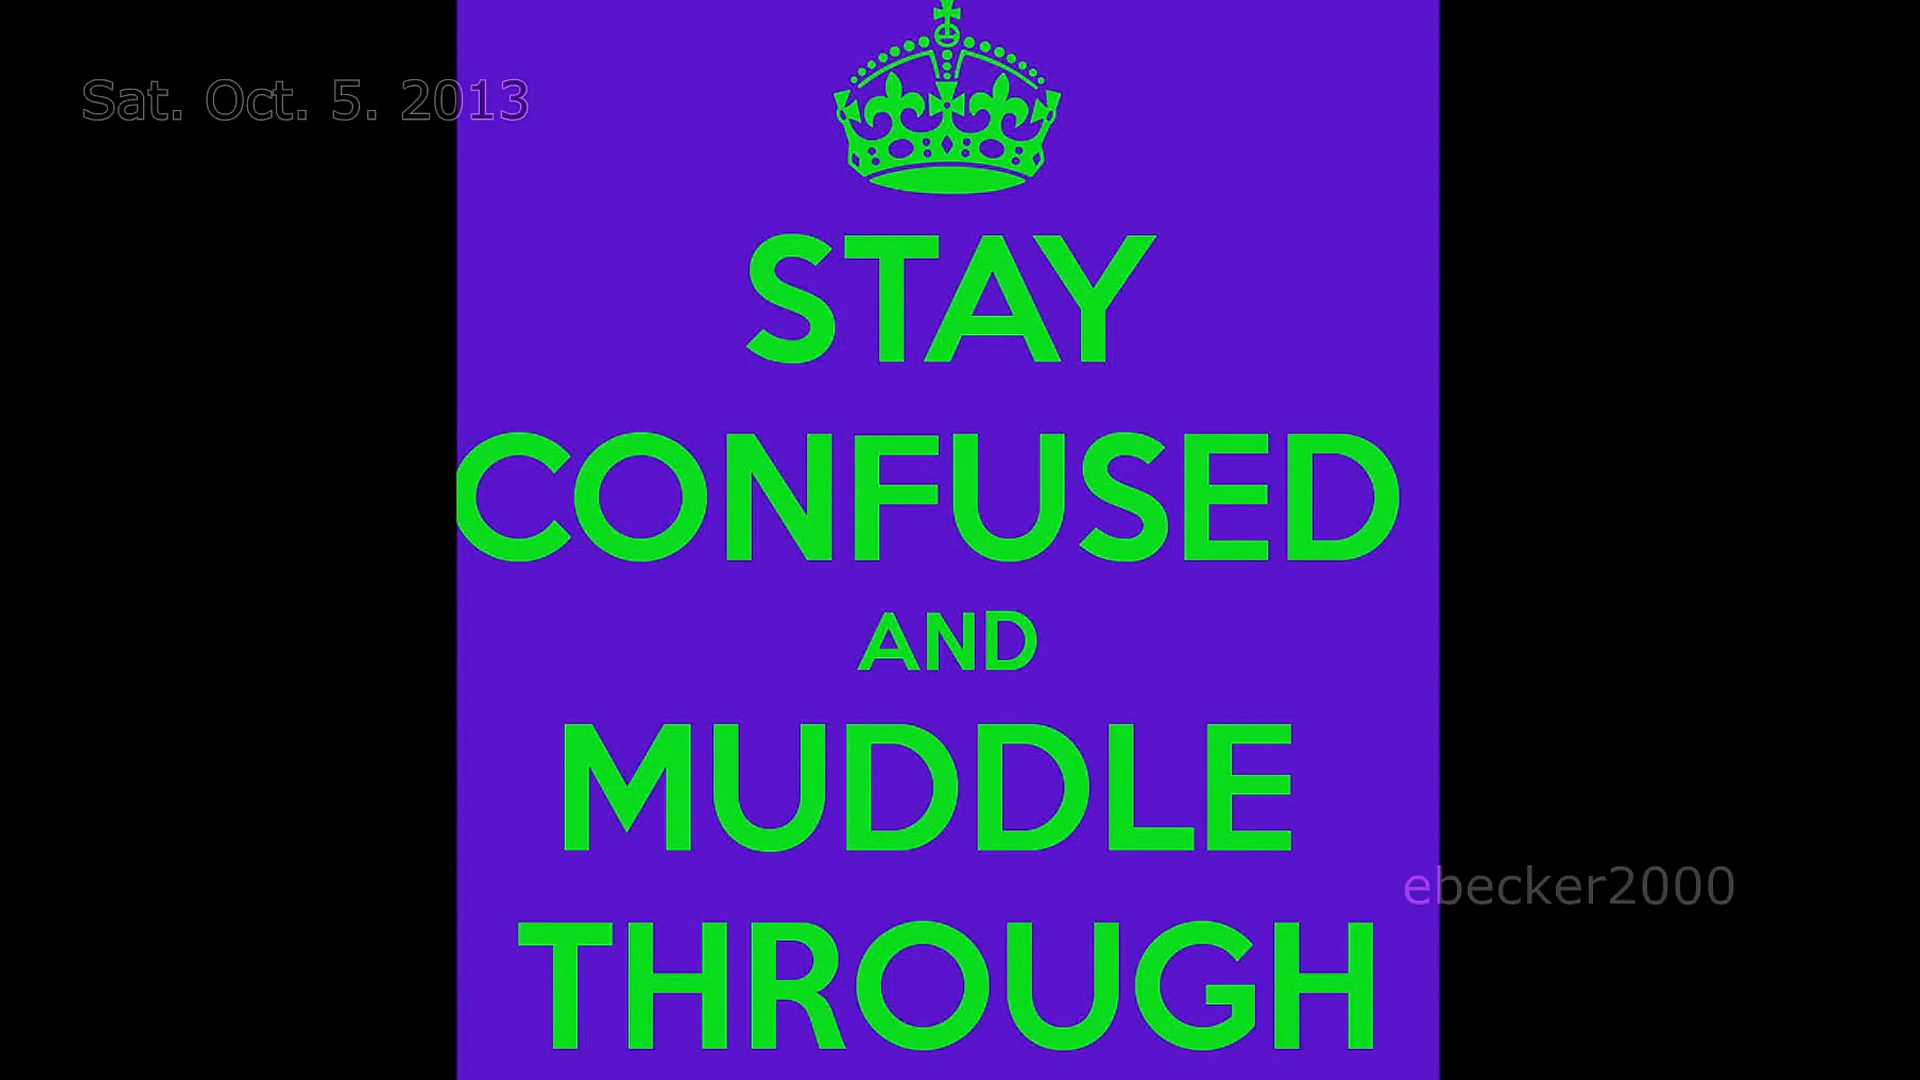 Sat. Oct. 5. 2013
STAY
CONFUSED
AND
MUDDLE
ebecker2000
THROUGH